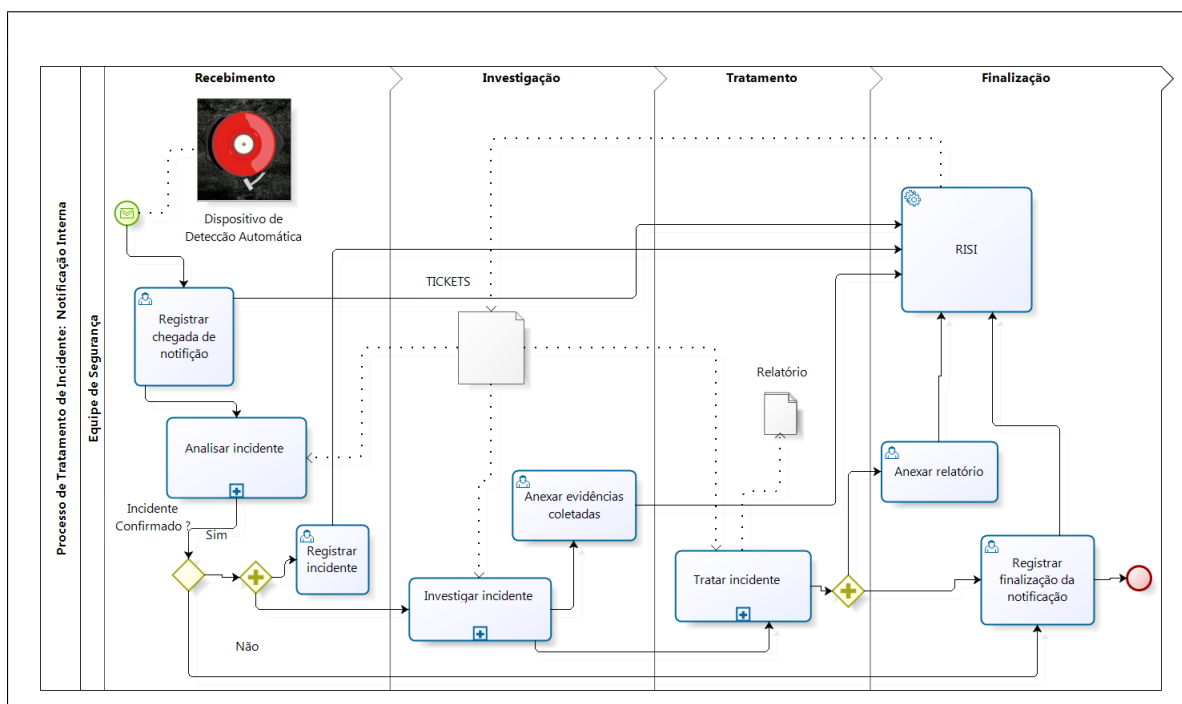 Processo de Tratamento de Incidente: Notificação Interna
Equipe de Segurança
Recebimento
Investigação
Tratamento
Finalização
Dispositivo de
Detecção Automática
RISI
TICKETS
Registrar
chegada de
notifição
Relatório
Analisar incidente
Anexar relatório
Anexar evidências
coletadas
Incidente
Confirmado ?
Sim
Registrar
incidente
Investigar incidente
Tratar incidente
Registrar
finalização da
notificação
Não